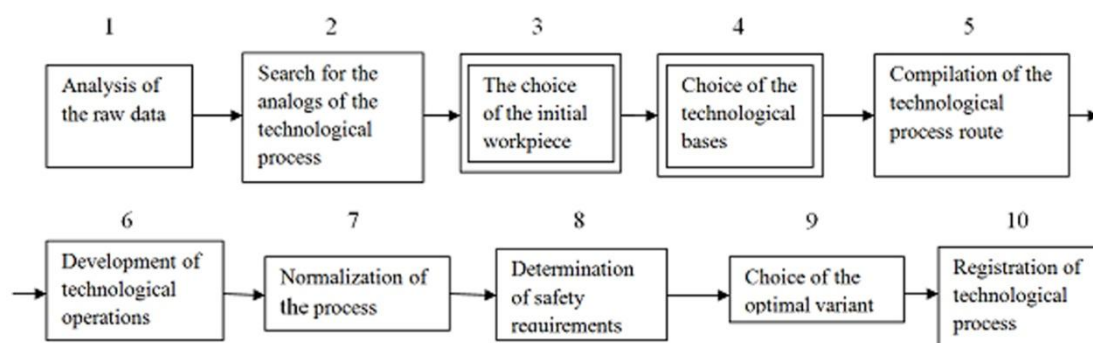 1
2
3
4
5
Analysis of
the raw data
Search for the
analogs of the
technological
process
The choice
of the initial
workpiece
Choice of the
technological
bases
Compilation of the
technological
process route
6
7
8
9
10
Development of
technological
operations
Normalization of
the process
Determination
of safety
requirements
Choice of the
optimal variant
Registration of
technological
process